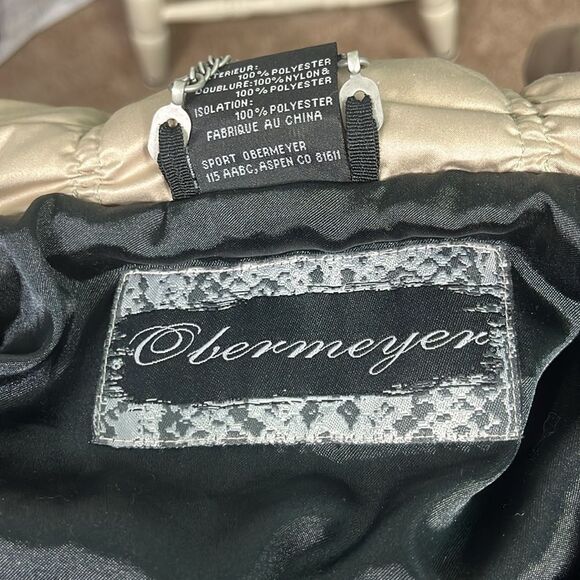 100% POLYESTER
DOUBLURE: 100% NYLON &
100% POLYESTER
ISOLATION:
100% POLYESTER
FABRIQUE AU CHINA
SPORT OBERMEYER
115 AABC, ASPEN CO 81611
Obermeyer